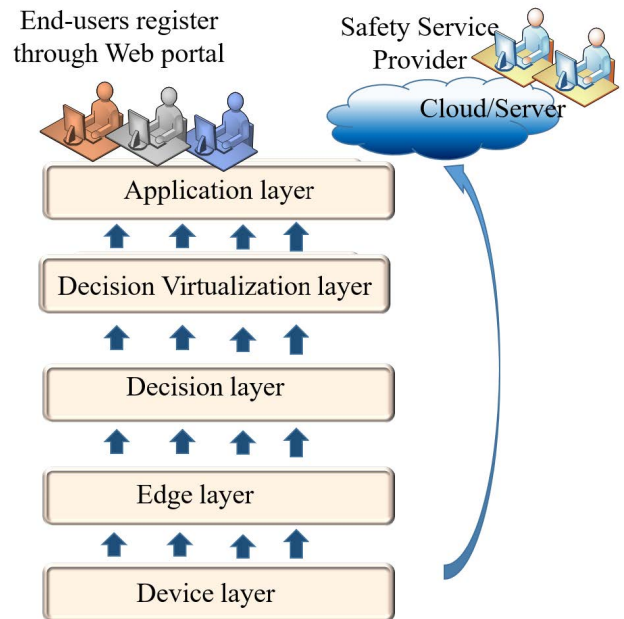 End-users register
through Web portal
Safety Service
Provider
Cloud/Server
Application layer
Decision Virtualization layer
Decision layer
Edge layer
Device layer